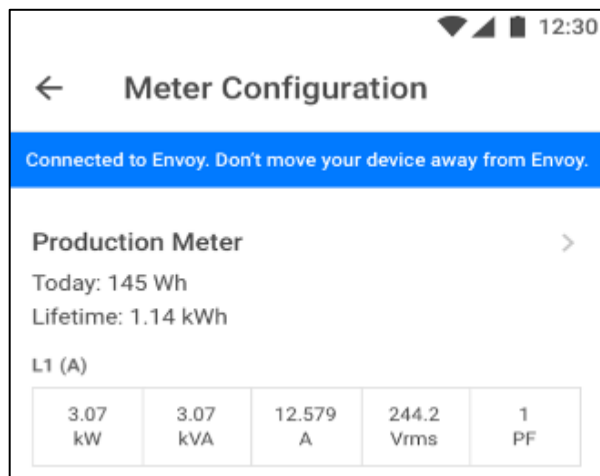 12:30
Meter Configuration
Connected to Envoy. Don't move your device away from Envoy.
Production Meter
Today: 145 Wh
Lifetime: 1.14 kWh
L1 (A)
3.07 3.07 12.579 244.2 1
kW kVA A Vrms PF